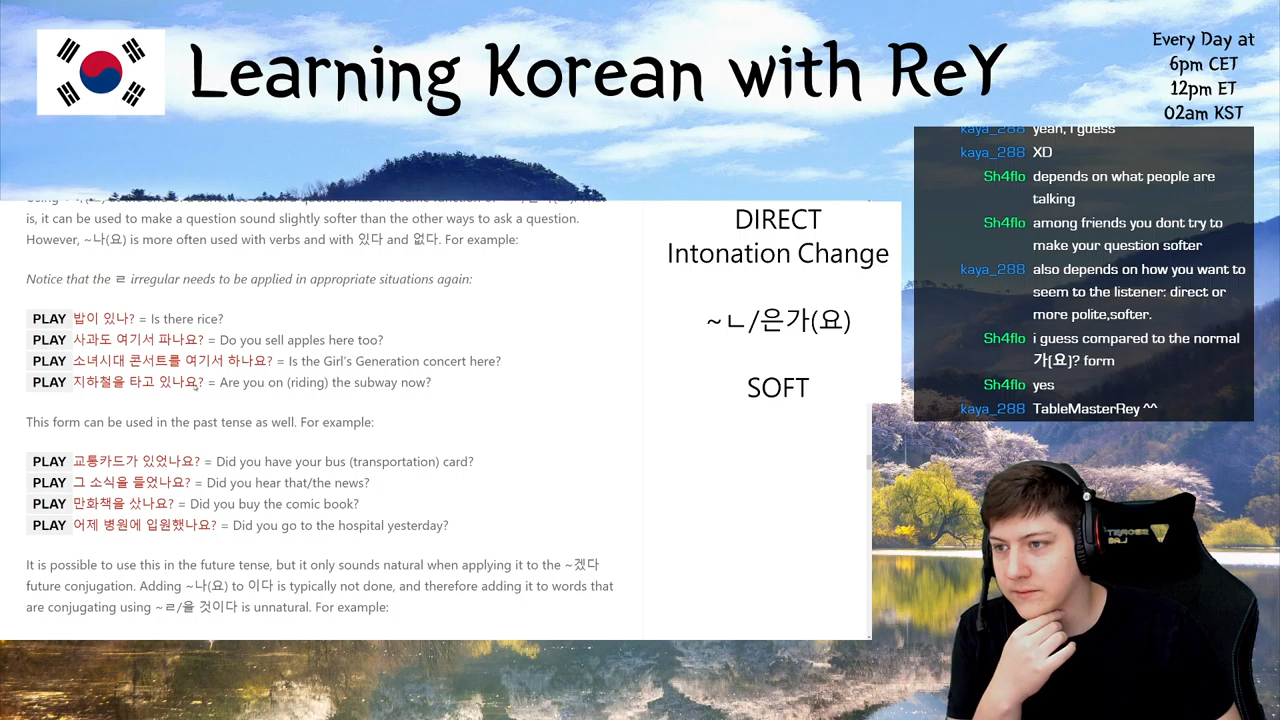 Learning Korean with ReY
Every Day at
6pm CET
12pm ET
02am KST
is, it can be used to make a question sound slightly softer than the other ways to ask a question.
However, ~나(요) is more often used with verbs and with 있다 and 없다. For example:
Notice that the ㄹ irregular needs to be applied in appropriate situations again:
PLAY 밥이 있나? = Is there rice?
PLAY 사과도 여기서 파나요? = Do you sell apples here too?
PLAY 소녀시대 콘서트를 여기서 하나요? = Is the Girl's Generation concert here?
PLAY 지하철을 타고 있나요? = Are you on (riding) the subway now?
This form can be used in the past tense as well. For example:
PLAY 교통카드가 있었나요? = Did you have your bus (transportation) card?
PLAY 그 소식을 들었나요? = Did you hear that/the news?
PLAY 만화책을 샀나요? = Did you buy the comic book?
PLAY 어제 병원에 입원했나요? = Did you go to the hospital yesterday?
It is possible to use this in the future tense, but it only sounds natural when applying it to the ~겠다
future conjugation. Adding ~나(요) to 이다 is typically not done, and therefore adding it to words that
are conjugating using ~ㄹ/을 것이다 is unnatural. For example:
DIRECT
Intonation Change
~ㄴ/은가(요)
SOFT
kaya_288 yeah, i guess
kaya_288 XD
Sh4flo depends on what people are
talking
Sh4flo among friends you dont try to
make your question softer
kaya_288 also depends on how you want to
seem to the listener: direct or
more polite,softer.
Sh4flo i guess compared to the normal
가(요)? form
Sh4flo yes
kaya_288 TableMasterRey ^^